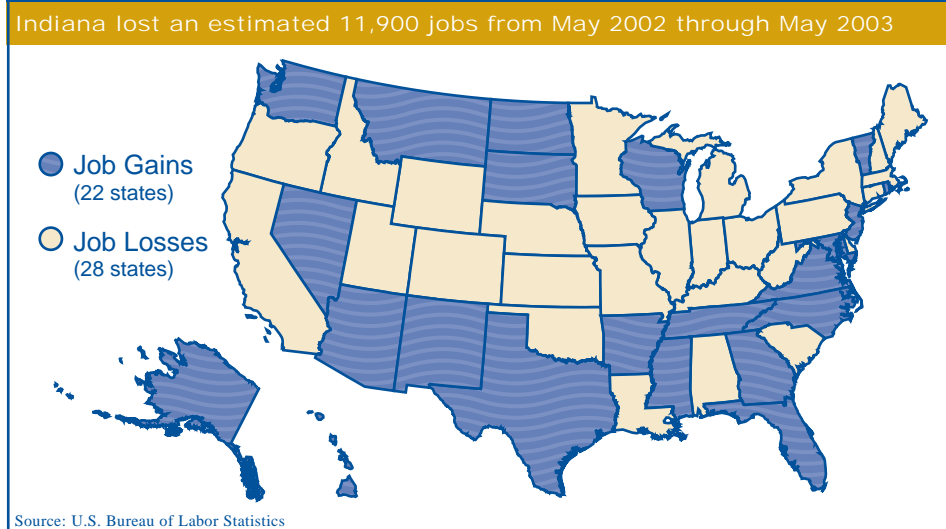 Indiana lost an estimated 11,900 jobs from May 2002 through May 2003
Job Gains
(22 states)
Job Losses
(28 states)
Source: U.S. Bureau of Labor Statistics